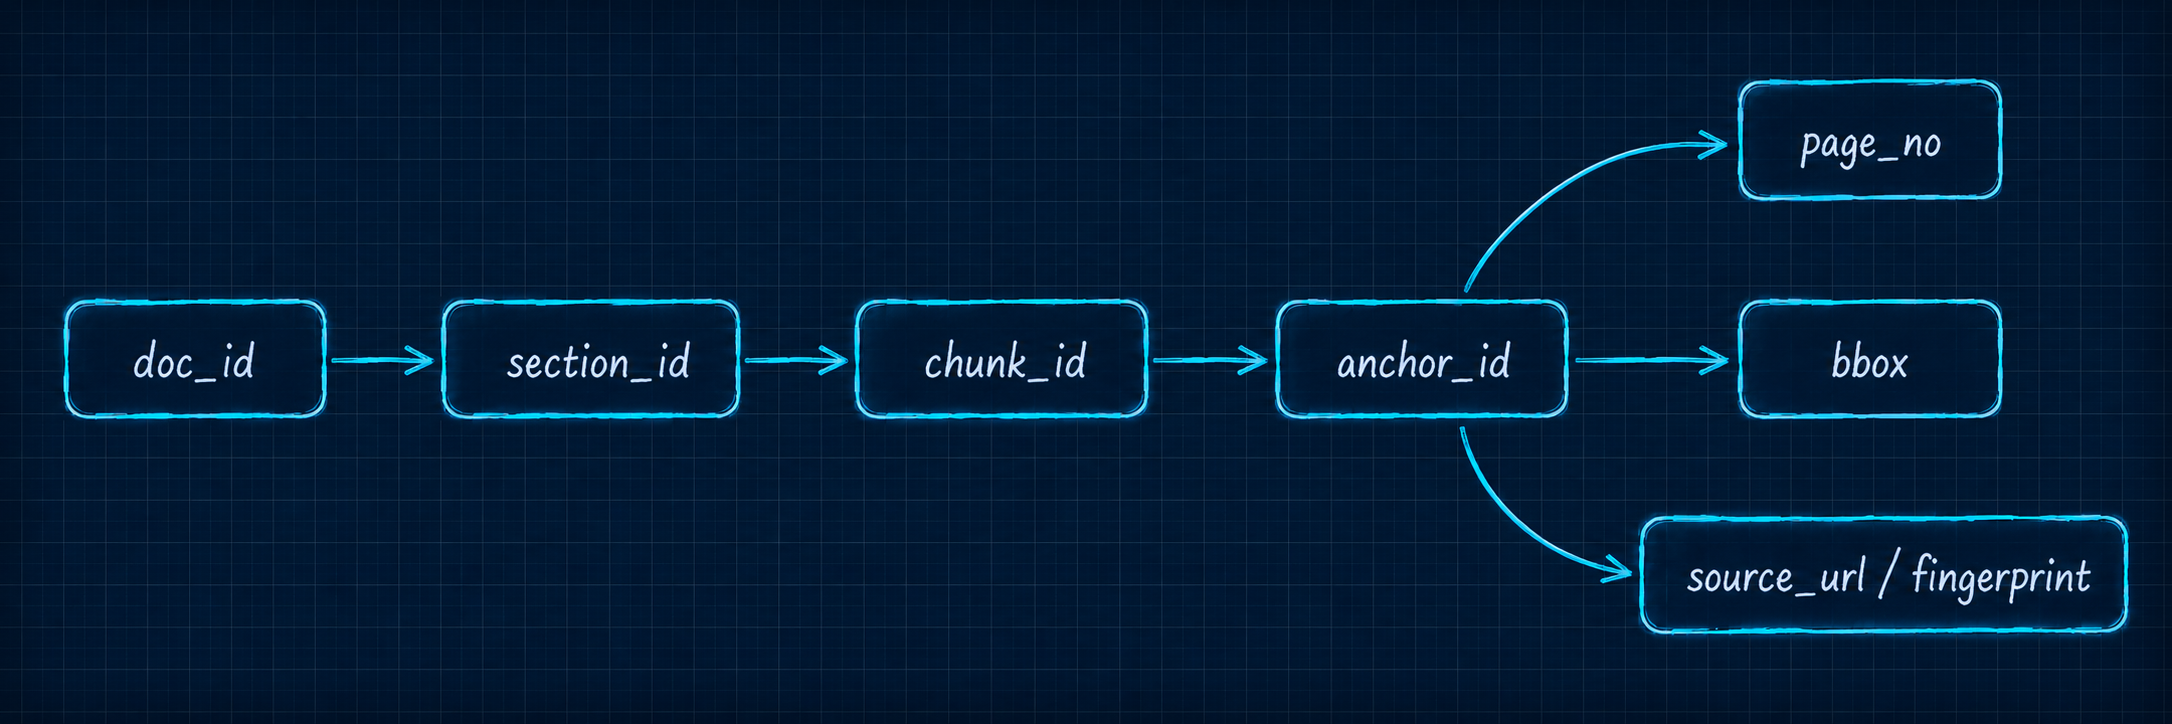 doc_id
section_id
chunk_id
anchor_id
page_no
bbox
source_url / fingerprint